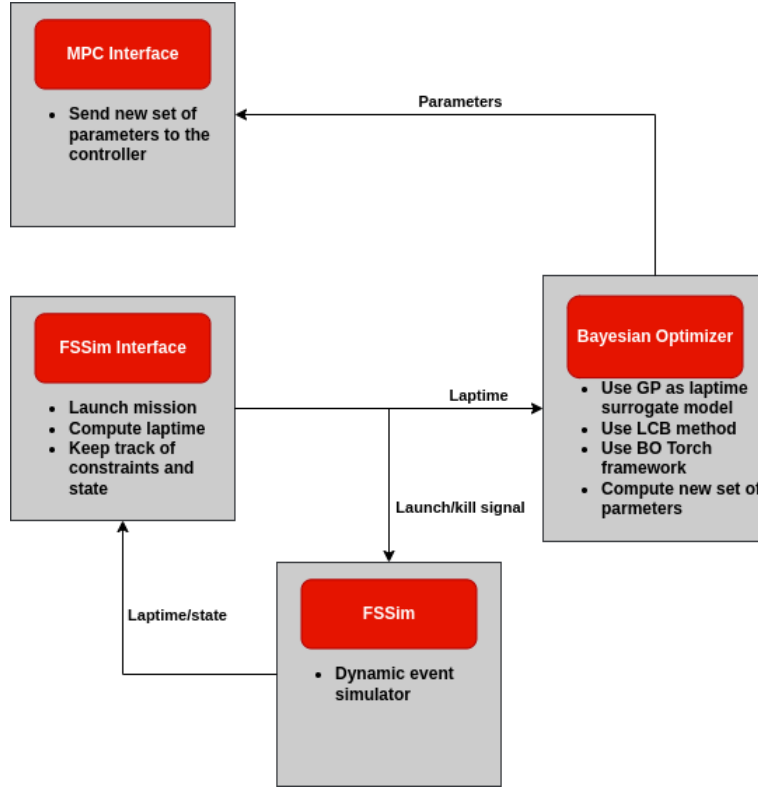 MPC Interface
• Send new set of
parameters to the
controller
Parameters
FSSim Interface
• Launch mission
• Compute laptime
• Keep track of
constraints and
state
Laptime
Bayesian Optimizer
• Use GP as laptime
surrogate model
• Use LCB method
• Use BO Torch
framework
• Compute new set of
parmeters
Launch/kill signal
Laptime/state
FSSim
• Dynamic event
simulator